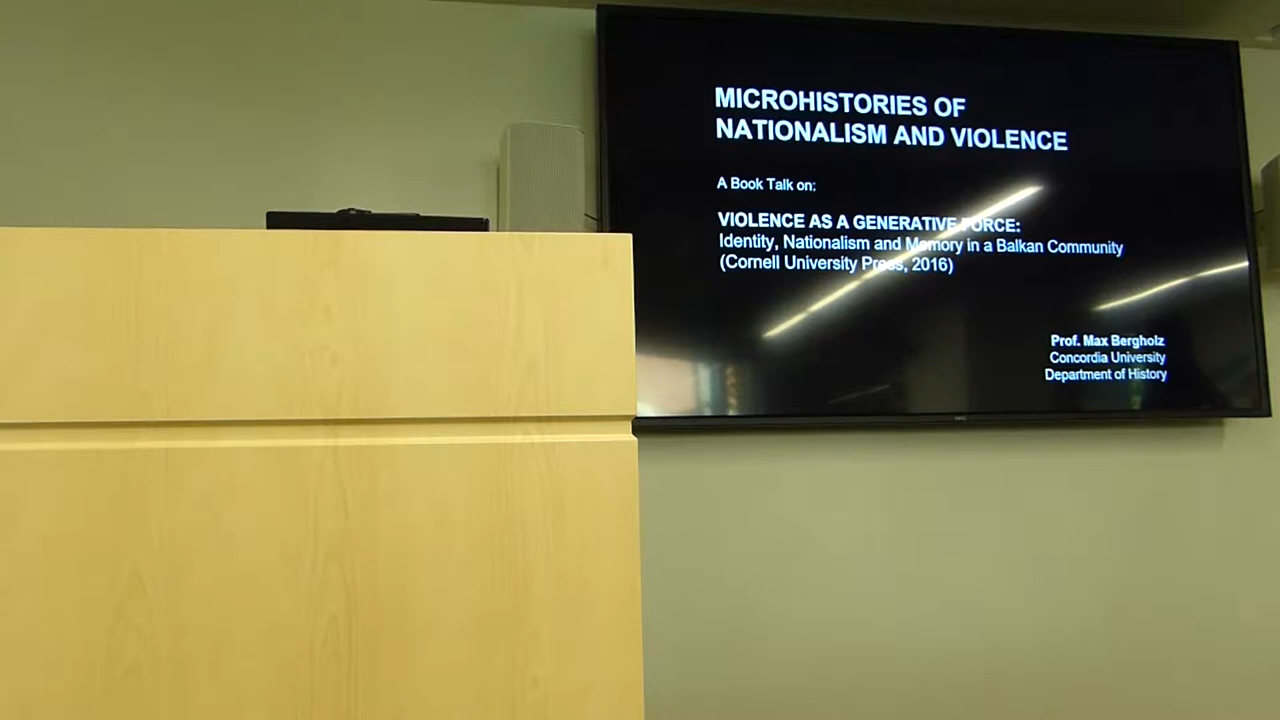 MICROHISTORIES OF
NATIONALISM AND VIOLENCE
A Book Talk on:
VIOLENCE AS A GENERATIVE FORCE:
Identity, Nationalism and Memory in a Balkan Community
(Cornell University Press, 2016)
Prof. Max Bergholz
Concordia University
Department of History